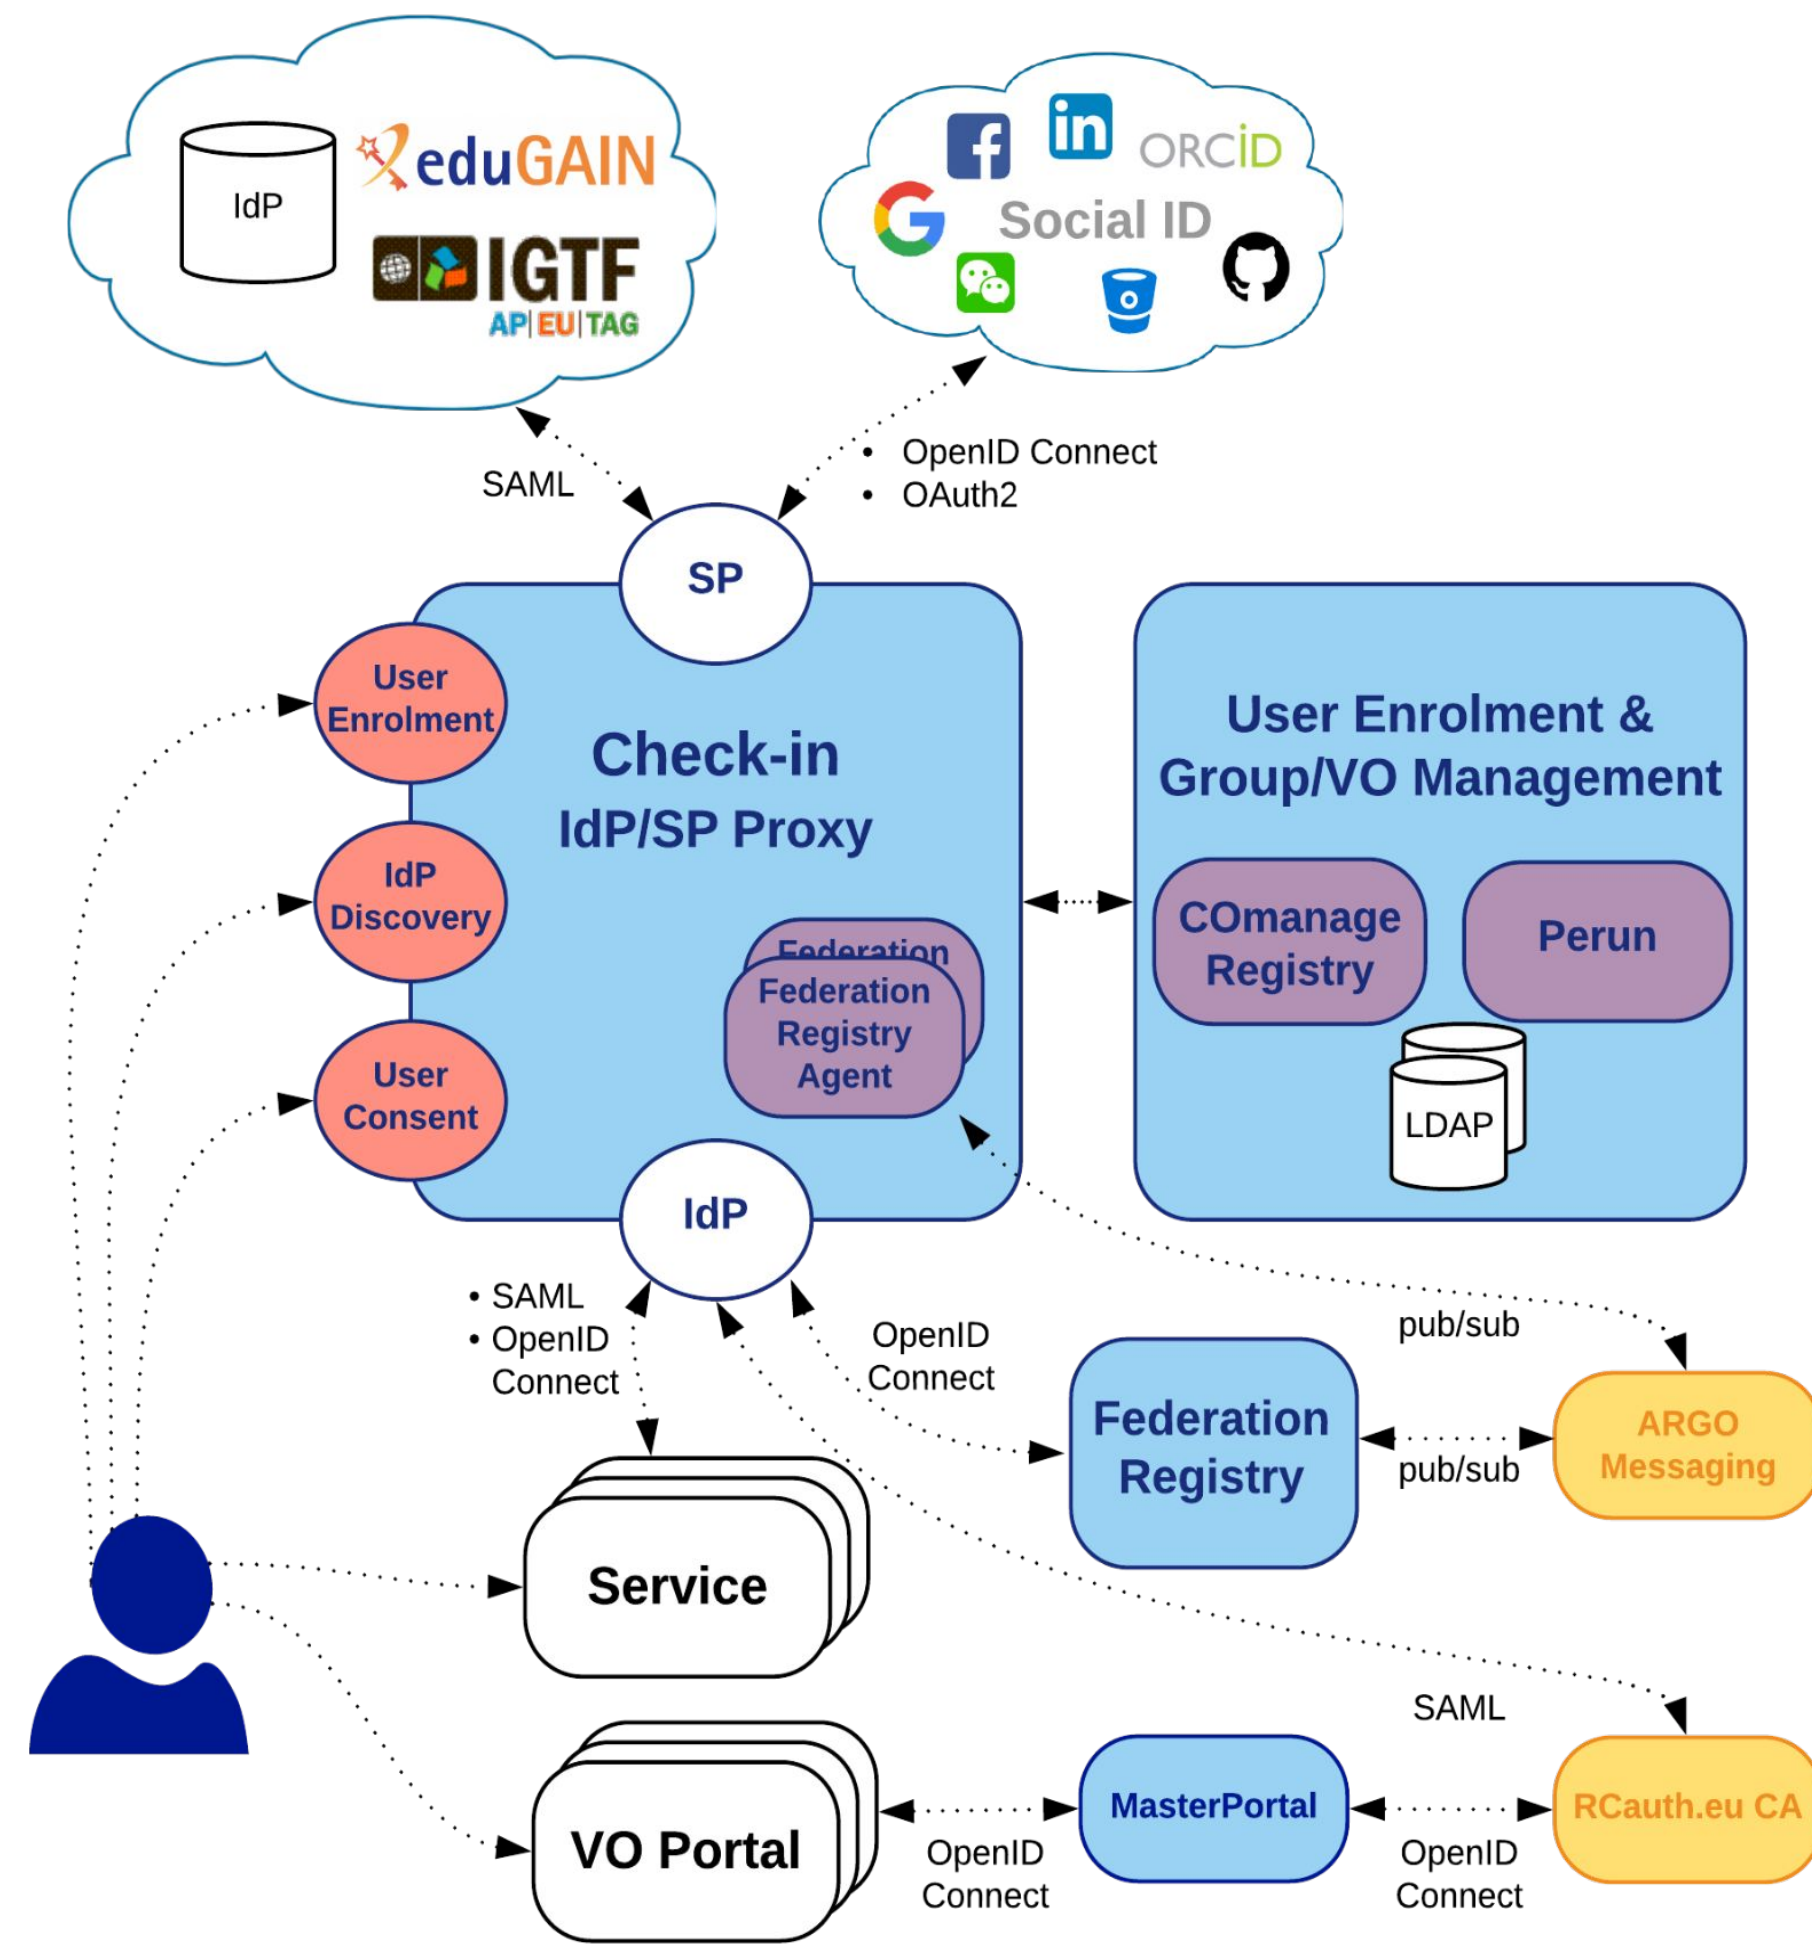 IdP
eduGAIN
IGTF
AP|EU|TAG
in
ORCiD
Social ID
SAML
• OpenID Connect
• OAuth2
SP
User
Enrolment
Check-in
IdP/SP Proxy
IdP
Discovery
User
Consent
Federation
Federation
Registry
Agent
IdP
User Enrolment &
Group/VO Management
COmanage
Registry
Perun
LDAP
• SAML
• OpenID
Connect
OpenID
Connect
pub/sub
Federation
Registry
pub/sub
ARGO
Messaging
Service
SAML
VO Portal
OpenID
Connect
MasterPortal
OpenID
Connect
RCauth.eu CA